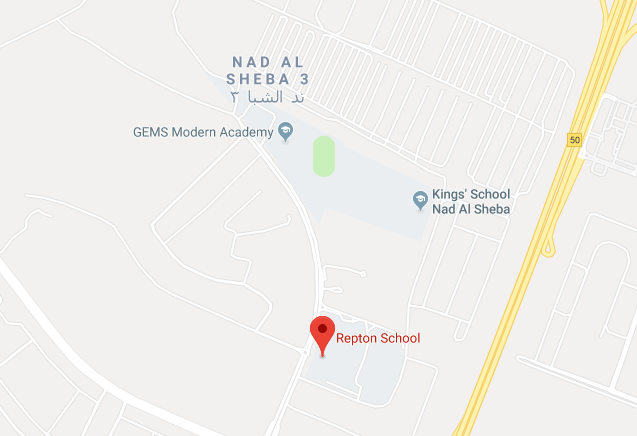 NAD AL
SHEBA 3
ند الشبا ٣
GEMS Modern Academy
50
Kings' School
Nad Al Sheba
Repton School